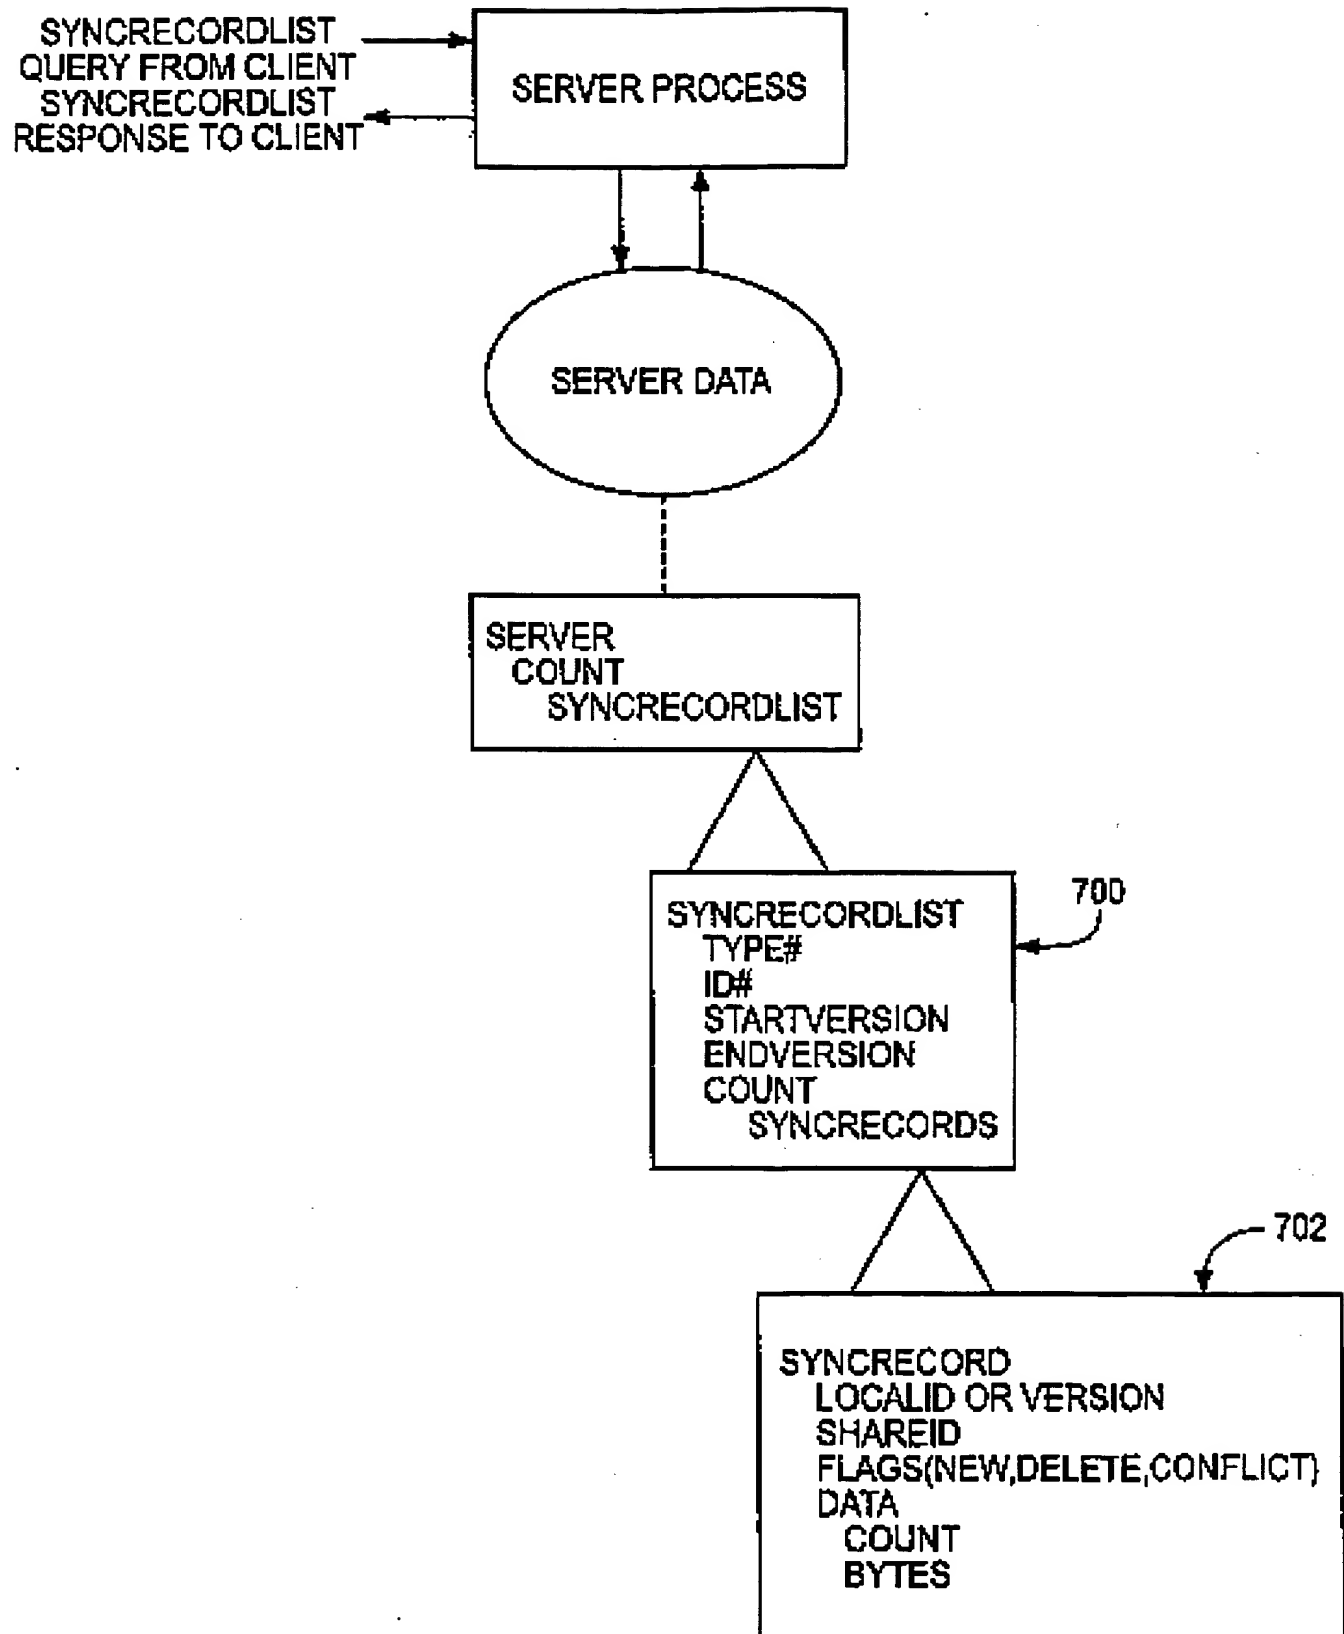 SYNCRECORDLIST
QUERY FROM CLIENT
SYNCRECORDLIST
RESPONSE TO CLIENT
SERVER PROCESS
SERVER DATA
SERVER
COUNT
SYNCRECORDLIST
700
SYNCRECORDLIST
TYPE#
ID#
STARTVERSION
ENDVERSION
COUNT
SYNCRECORDS
702
SYNCRECORD
LOCALID OR VERSION
SHAREID
FLAGS(NEW,DELETE,CONFLICT)
DATA
COUNT
BYTES